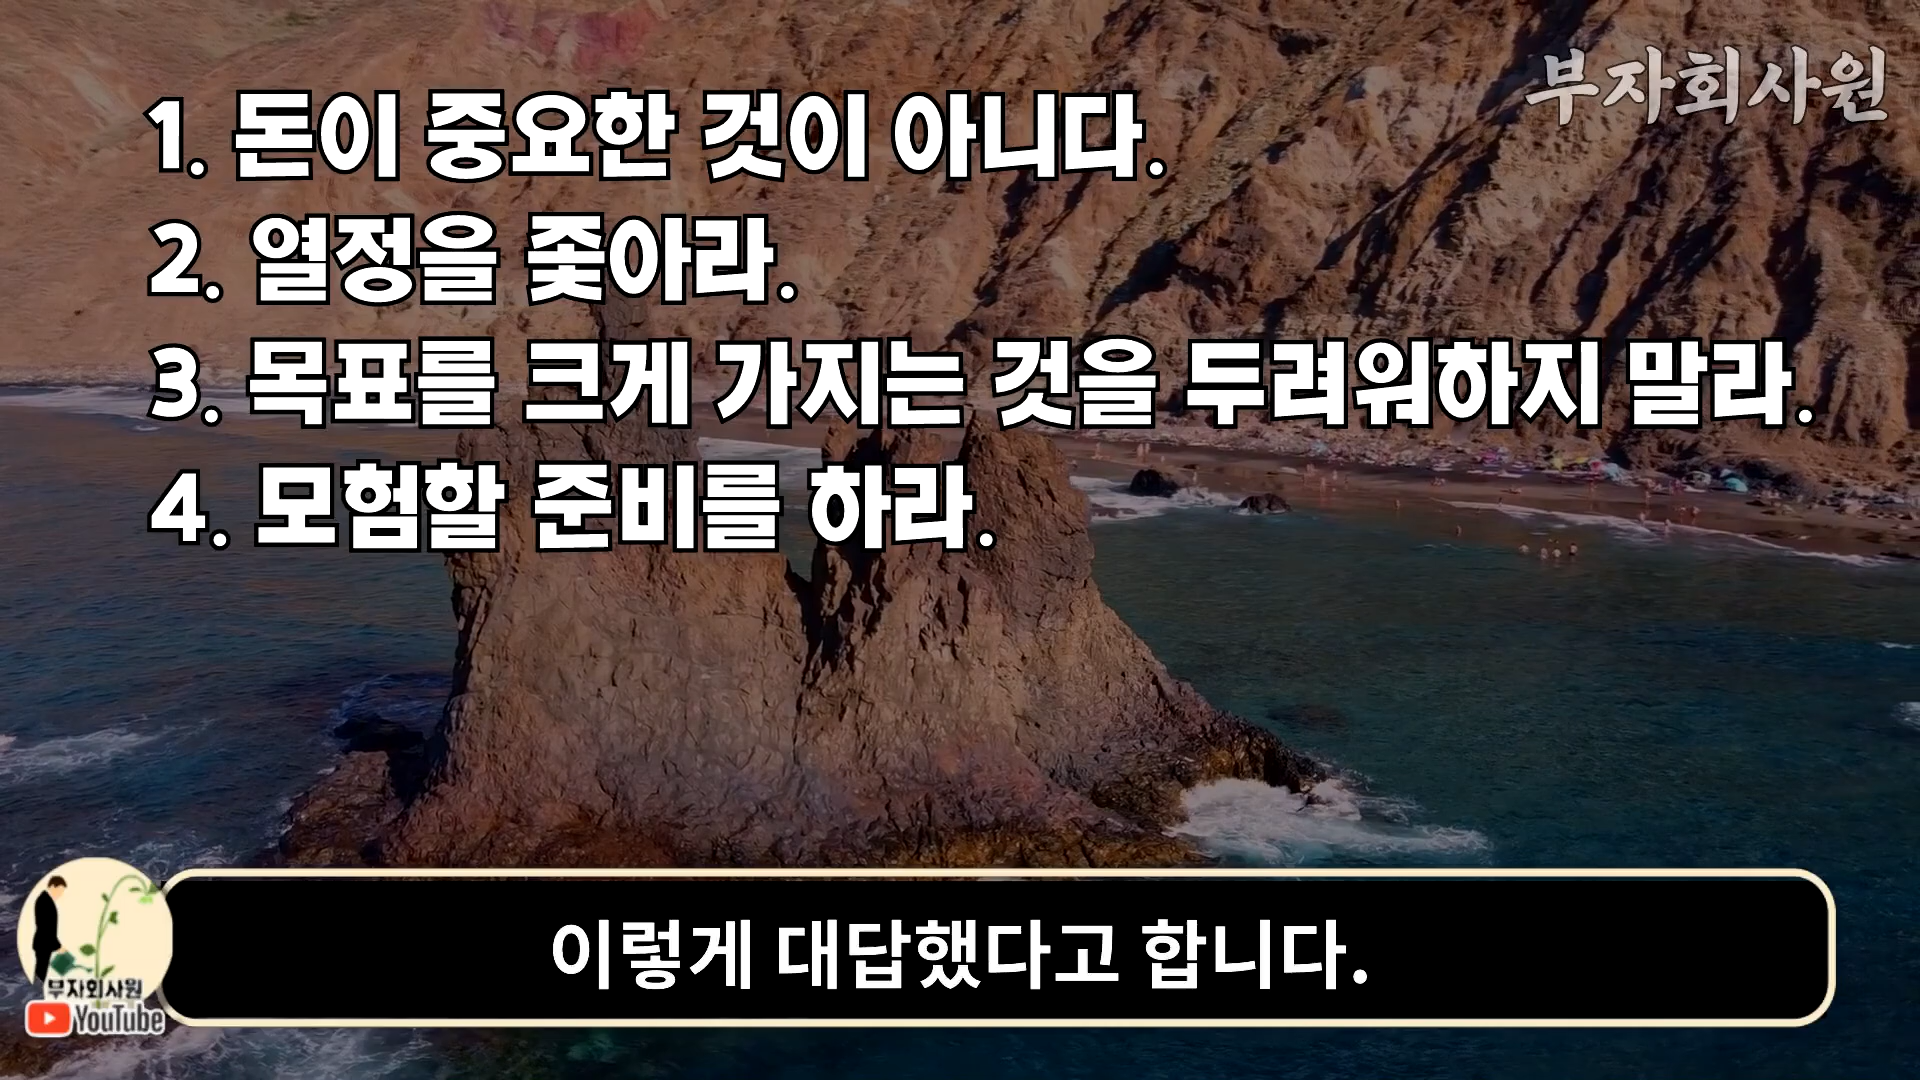 부자회사원
1. 돈이 중요한 것이 아니다.
2. 열정을 좇아라.
3. 목표를 크게 가지는 것을 두려워하지 말라.
4. 모험할 준비를 하라.
이렇게 대답했다고 합니다.
부자회사원
YouTube